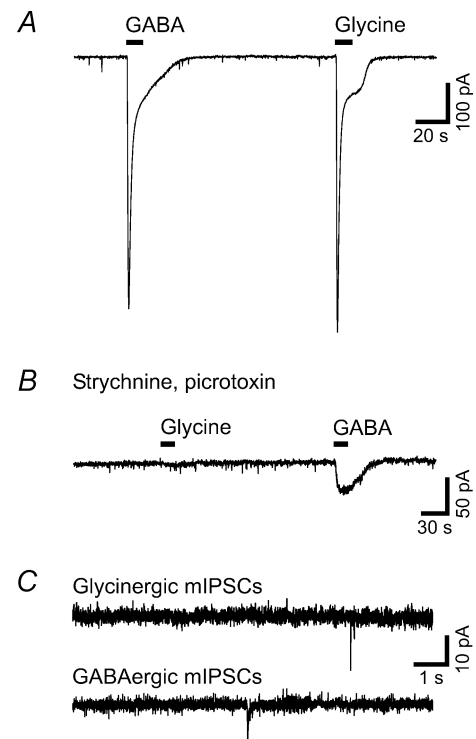 A
GABA
Glycine
100 pA
20 s
B
Strychnine, picrotoxin
Glycine
GABA
50 pA
30 s
C
Glycinergic mIPSCs
10 pA
1 s
GABAergic mIPSCs